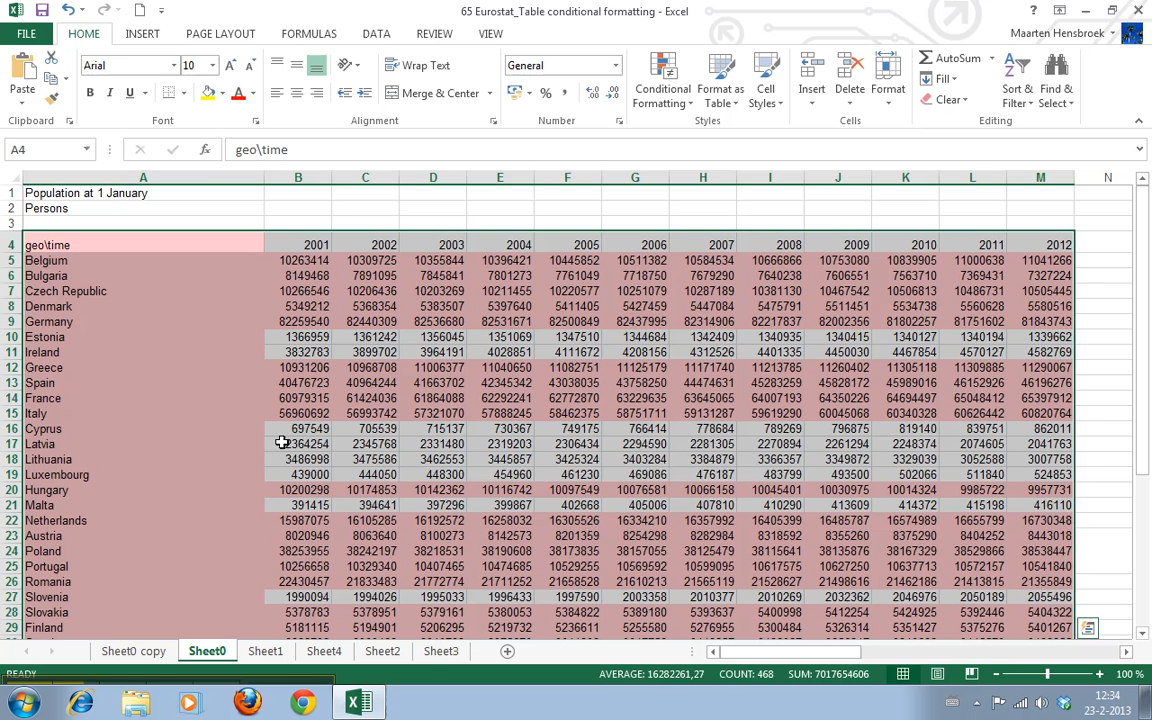 65 Eurostat_Table conditional formatting - Excel
FILE HOME INSERT PAGE LAYOUT FORMULAS DATA REVIEW VIEW Maarten Hensbroek
Arial 10 Wrap Text General AutoSum
Paste B I U Merge & Center Conditional Formatting Format as Table Cell Styles Insert Delete Format Fill Clear Sort & Filter Find & Select
Clipboard Font Alignment Number Styles Cells Editing
A4 geo\time
A B C D E F G H I J K L M N
1 Population at 1 January
2 Persons
3
4 geo\time 2001 2002 2003 2004 2005 2006 2007 2008 2009 2010 2011 2012
5 Belgium 10263414 10309725 10355844 10396421 10445852 10511382 10584534 10666866 10753080 10839905 11000638 11041266
6 Bulgaria 8149468 7891095 7845841 7801273 7761049 7718750 7679290 7640238 7606551 7563710 7369431 7327224
7 Czech Republic 10266546 10206436 10203269 10211455 10220577 10251079 10287189 10381130 10467542 10506813 10486731 10505445
8 Denmark 5349212 5368354 5383507 5397640 5411405 5427459 5447084 5475791 5511451 5534738 5560628 5580516
9 Germany 82259540 82440309 82536680 82531671 82500849 82437995 82314906 82217837 82002356 81802257 81751602 81843743
10 Estonia 1366959 1361242 1356045 1351069 1347510 1344684 1342409 1340935 1340415 1340127 1340194 1339662
11 Ireland 3832783 3899702 3964191 4028851 4111672 4208156 4312526 4401335 4450030 4467854 4570127 4582769
12 Greece 10931206 10968708 11006377 11040650 11082751 11125179 11171740 11213785 11260402 11305118 11309885 11290067
13 Spain 40476723 40964244 41663702 42345342 43038035 43758250 44474631 45283259 45828172 45989016 46152926 46196276
14 France 60979315 61424036 61864088 62292241 62772870 63229635 63645065 64007193 64350226 64694497 65048412 65397912
15 Italy 56960692 56993742 57321070 57888245 58462375 58751711 59131287 59619290 60045068 60340328 60626442 60820764
16 Cyprus 697549 705539 715137 730367 749175 766414 778684 789269 796875 819140 839751 862011
17 Latvia 2364254 2345768 2331480 2319203 2306434 2294590 2281305 2270894 2261294 2248374 2074605 2041763
18 Lithuania 3486998 3475586 3462553 3445857 3425324 3403284 3384879 3366357 3349872 3329039 3052588 3007758
19 Luxembourg 439000 444050 448300 454960 461230 469086 476187 483799 493500 502066 511840 524853
20 Hungary 10200298 10174853 10142362 10116742 10097549 10076581 10066158 10045401 10030975 10014324 9985722 9957731
21 Malta 391415 394641 397296 399867 402668 405006 407810 410290 413609 414372 415198 416110
22 Netherlands 15987075 16105285 16192572 16258032 16305526 16334210 16357992 16405399 16485787 16574989 16655799 16730348
23 Austria 8020946 8063640 8100273 8142573 8201359 8254298 8282984 8318592 8355260 8375290 8404252 8443018
24 Poland 38253955 38242197 38218531 38190608 38173835 38157055 38125479 38115641 38135876 38167329 38529866 38538447
25 Portugal 10256658 10329340 10407465 10474685 10529255 10569592 10599095 10617575 10627250 10637713 10572157 10541840
26 Romania 22430457 21833483 21772774 21711252 21658528 21610213 21565119 21528627 21498616 21462186 21413815 21355849
27 Slovenia 1990094 1994026 1995033 1996433 1997590 2003358 2010377 2010269 2032362 2046976 2050189 2055496
28 Slovakia 5378783 5378951 5379161 5380053 5384822 5389180 5393637 5400998 5412254 5424925 5392446 5404322
29 Finland 5181115 5194901 5206295 5219732 5236611 5255580 5276955 5300484 5326314 5351427 5375276 5401267
Sheet0 copy Sheet0 Sheet1 Sheet4 Sheet2 Sheet3
READY AVERAGE: 16282261,27 COUNT: 468 SUM: 7017654606 100 %
12:34
23-2-2013